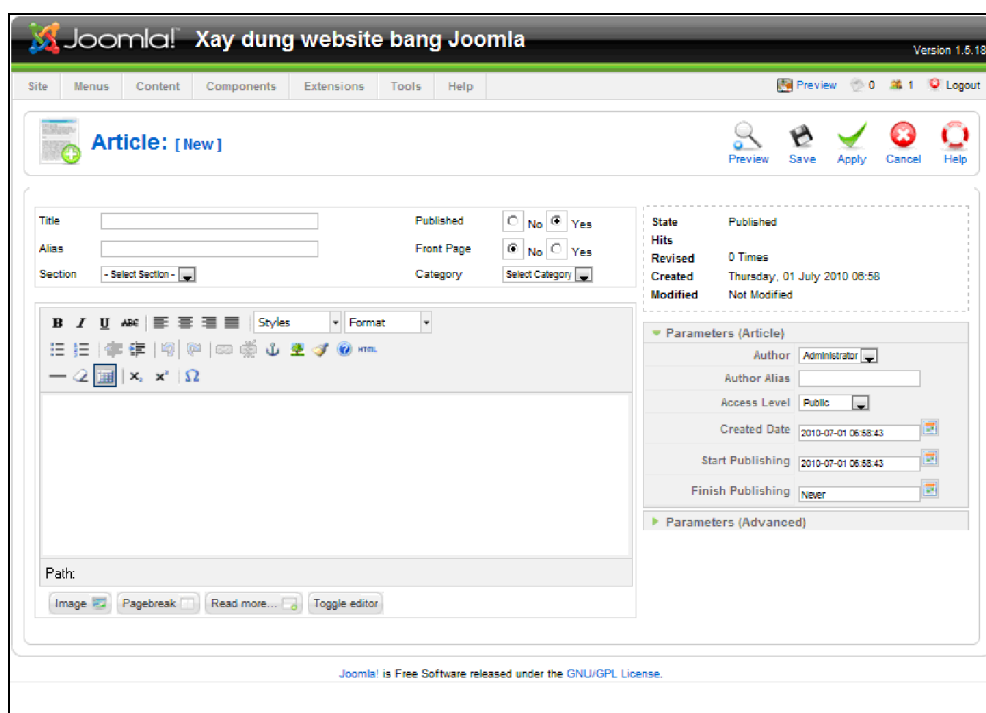 Joomla! Xay dung website bang Joomla
Version 1.5.18
Site Menus Content Components Extensions Tools Help Preview 0 1 Logout
Article: [ New ]
Preview Save Apply Cancel Help
Title Published No Yes
Alias Front Page No Yes
Section - Select Section - Category Select Category
State Published
Hits
Revised 0 Times
Created Thursday, 01 July 2010 06:58
Modified Not Modified
B I U ABC Styles Format
HTML
Path:
Image Pagebreak Read more... Toggle editor
Parameters (Article)
Author Administrator
Author Alias
Access Level Public
Created Date 2010-07-01 06:58:43
Start Publishing 2010-07-01 06:58:43
Finish Publishing Never
Parameters (Advanced)
Joomla! is Free Software released under the GNU/GPL License.